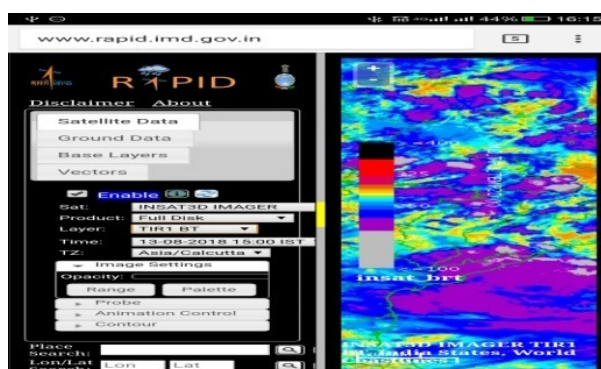 44% 16:15
www.rapid.imd.gov.in
5
RAPID
Disclaimer About
Satellite Data
Ground Data
Base Layers
Vectors
Enable
Sat: INSAT3D IMAGER
Product: Full Disk
Layer: TIR1 BT
Time: 13-08-2018 15:00 IST
TZ: Asia/Calcutta
Image Settings
Opacity:
Range Palette
Probe
Animation Control
Contour
Place
Search:
Lon/Lat
Lon Lat
+
-
100
insat_brt
INSAT3D IMAGER TIR1
BT, India States, World